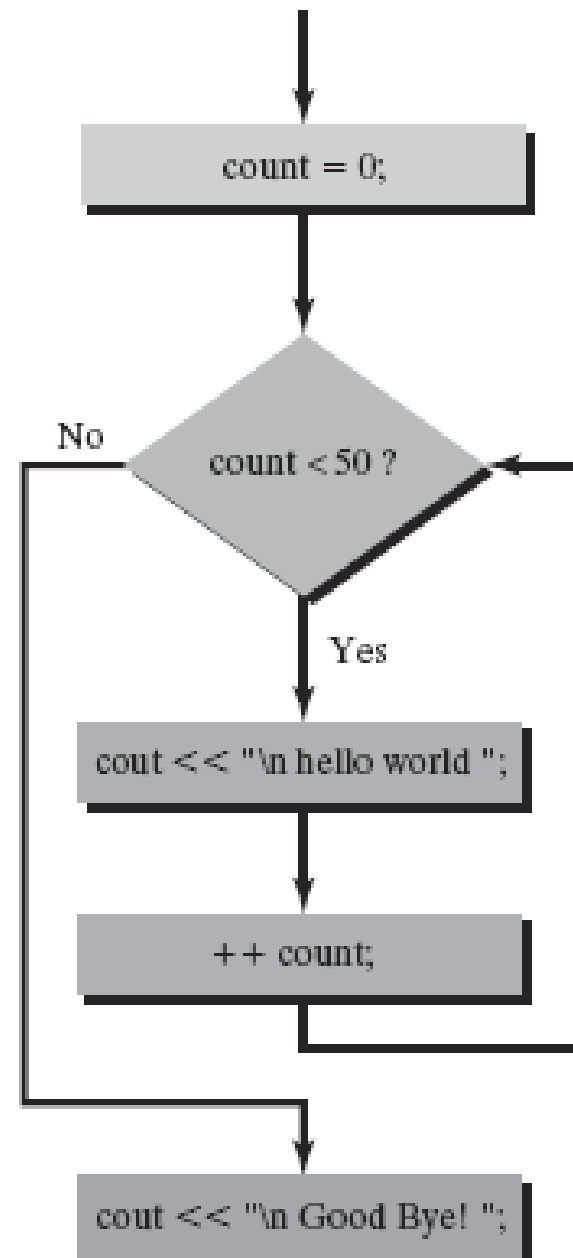 count = 0;
No
count < 50 ?
Yes
cout << "\n hello world ";
++ count;
cout << "\n Good Bye! ";